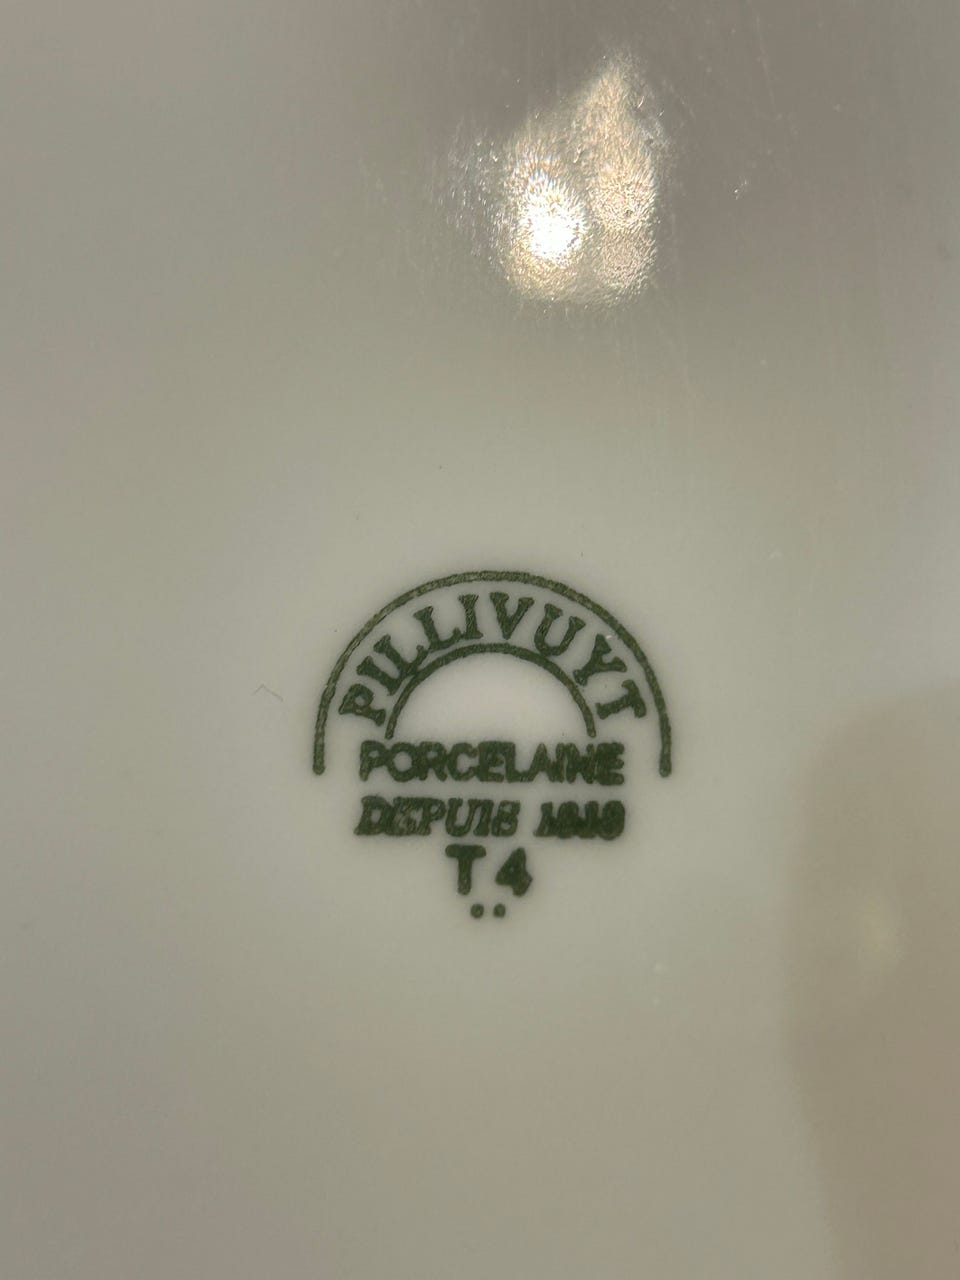 PILLIVUYT
PORCELAINE
DEPUIS 1818
T 4